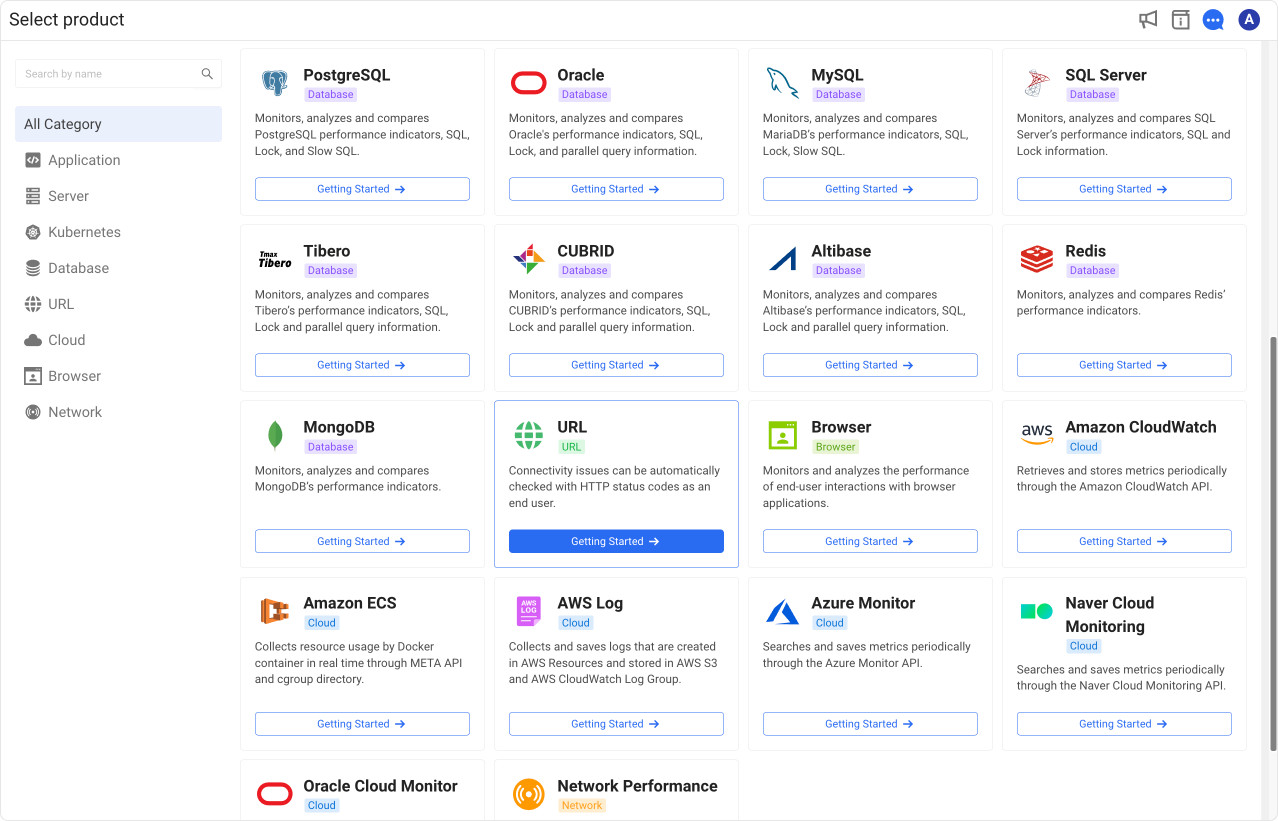 Select product
A
Search by name
All Category
Application
Server
Kubernetes
Database
URL
Cloud
Browser
Network
PostgreSQL
Database
Monitors, analyzes and compares
PostgreSQL performance indicators, SQL,
Lock, and Slow SQL.
Getting Started
Oracle
Database
Monitors, analyzes and compares
Oracle's performance indicators, SQL,
Lock, and parallel query information.
Getting Started
MySQL
Database
Monitors, analyzes and compares
MariaDB's performance indicators, SQL,
Lock, Slow SQL.
Getting Started
SQL Server
Database
Monitors, analyzes and compares SQL
Server's performance indicators, SQL and
Lock information.
Getting Started
Tmax
Tibero
Tibero
Database
Monitors, analyzes and compares
Tibero's performance indicators, SQL,
Lock and parallel query information.
Getting Started
CUBRID
Database
Monitors, analyzes and compares
CUBRID's performance indicators, SQL,
Lock and parallel query information.
Getting Started
Altibase
Database
Monitors, analyzes and compares
Altibase's performance indicators, SQL,
Lock and parallel query information.
Getting Started
Redis
Database
Monitors, analyzes and compares Redis'
performance indicators.
Getting Started
MongoDB
Database
Monitors, analyzes and compares
MongoDB's performance indicators.
Getting Started
URL
URL
Connectivity issues can be automatically
checked with HTTP status codes as an
end user.
Getting Started
Browser
Browser
Monitors and analyzes the performance
of end-user interactions with browser
applications.
Getting Started
aws
Amazon CloudWatch
Cloud
Retrieves and stores metrics periodically
through the Amazon CloudWatch API.
Getting Started
Amazon ECS
Cloud
Collects resource usage by Docker
container in real time through META API
and cgroup directory.
Getting Started
AWS
LOG
AWS Log
Cloud
Collects and saves logs that are created
in AWS Resources and stored in AWS S3
and AWS CloudWatch Log Group.
Getting Started
Azure Monitor
Cloud
Searches and saves metrics periodically
through the Azure Monitor API.
Getting Started
Naver Cloud
Monitoring
Cloud
Searches and saves metrics periodically
through the Naver Cloud Monitoring API.
Getting Started
Oracle Cloud Monitor
Cloud
Network Performance
Network